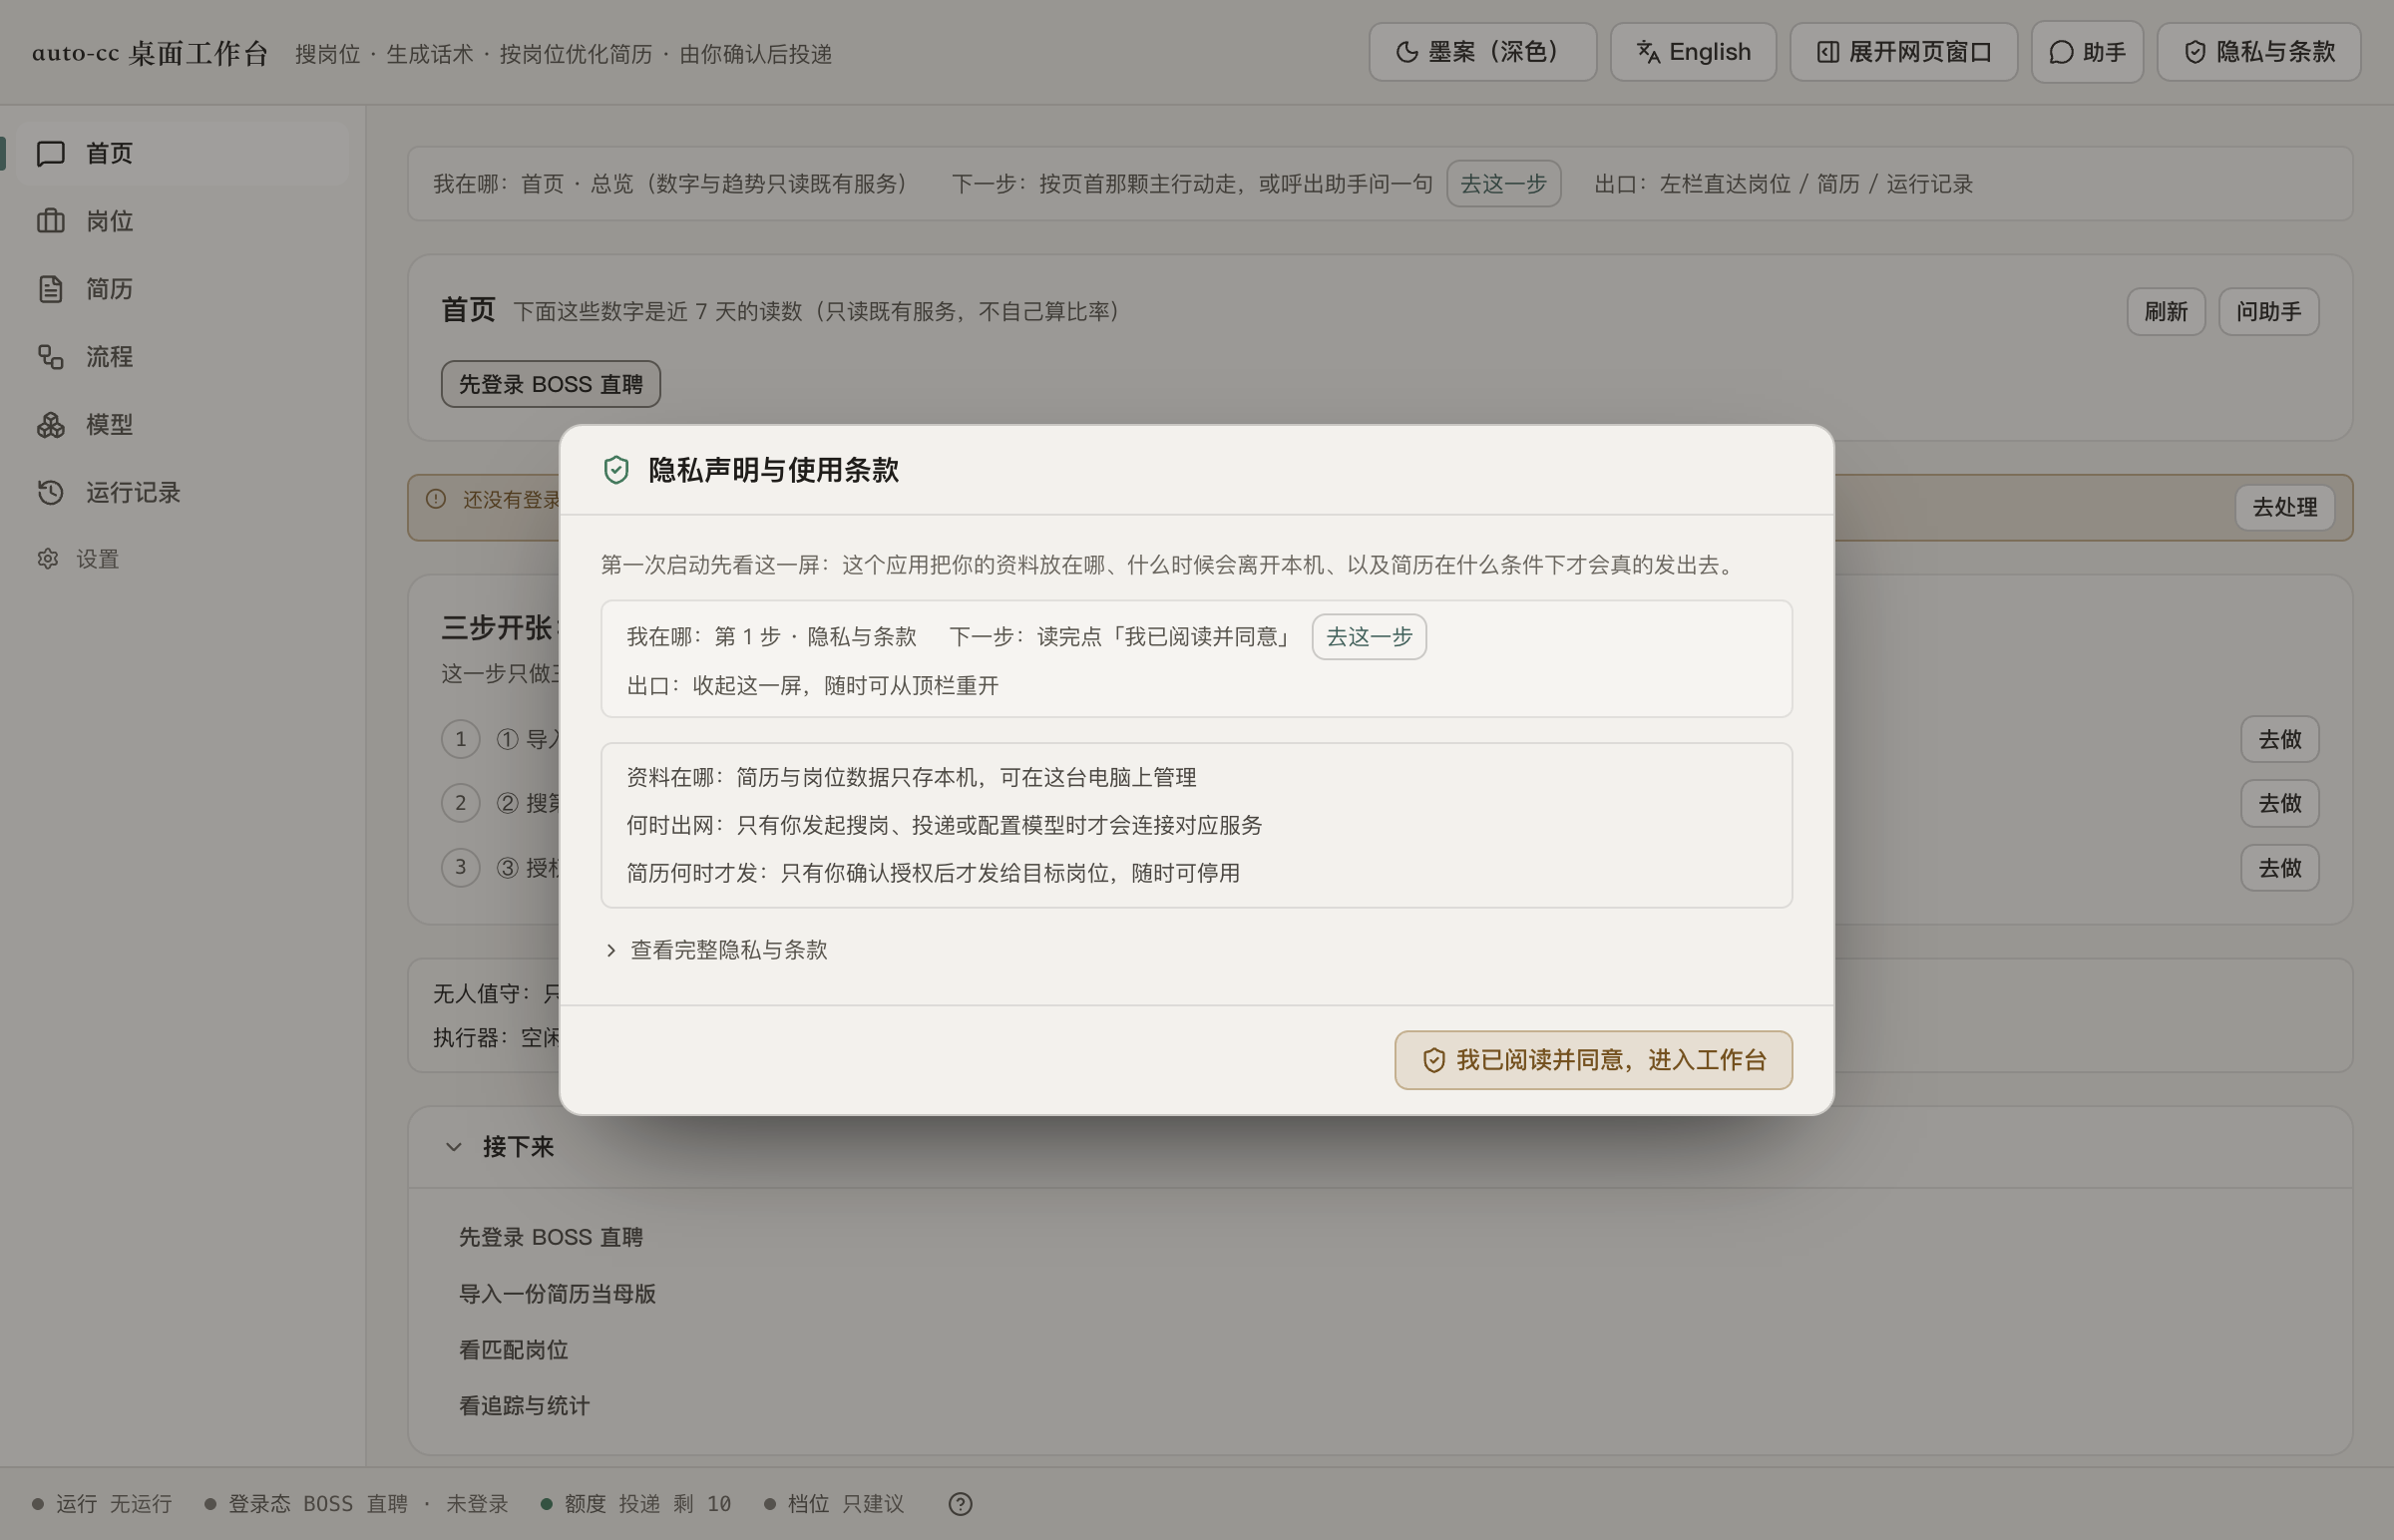 auto-cc 桌面工作台 搜岗位 · 生成话术 · 按岗位优化简历 · 由你确认后投递 墨案（深色） English 展开网页窗口 助手 隐私与条款
首页
岗位
简历
流程
模型
运行记录
设置
我在哪：首页 · 总览（数字与趋势只读既有服务） 下一步：按页首那颗主行动走，或呼出助手问一句 去这一步 出口：左栏直达岗位 / 简历 / 运行记录
首页 下面这些数字是近 7 天的读数（只读既有服务，不自己算比率） 刷新 问助手
先登录 BOSS 直聘
还没有登录 去处理
三步开张
这一步只做
1 ① 导入 去做
2 ② 搜第 去做
3 ③ 授权 去做
无人值守：只
执行器：空闲
隐私声明与使用条款
第一次启动先看这一屏：这个应用把你的资料放在哪、什么时候会离开本机、以及简历在什么条件下才会真的发出去。
我在哪：第 1 步 · 隐私与条款 下一步：读完点「我已阅读并同意」 去这一步
出口：收起这一屏，随时可从顶栏重开
资料在哪：简历与岗位数据只存本机，可在这台电脑上管理
何时出网：只有你发起搜岗、投递或配置模型时才会连接对应服务
简历何时才发：只有你确认授权后才发给目标岗位，随时可停用
查看完整隐私与条款
我已阅读并同意，进入工作台
接下来
先登录 BOSS 直聘
导入一份简历当母版
看匹配岗位
看追踪与统计
运行 无运行 登录态 BOSS 直聘 · 未登录 额度 投递 剩 10 档位 只建议